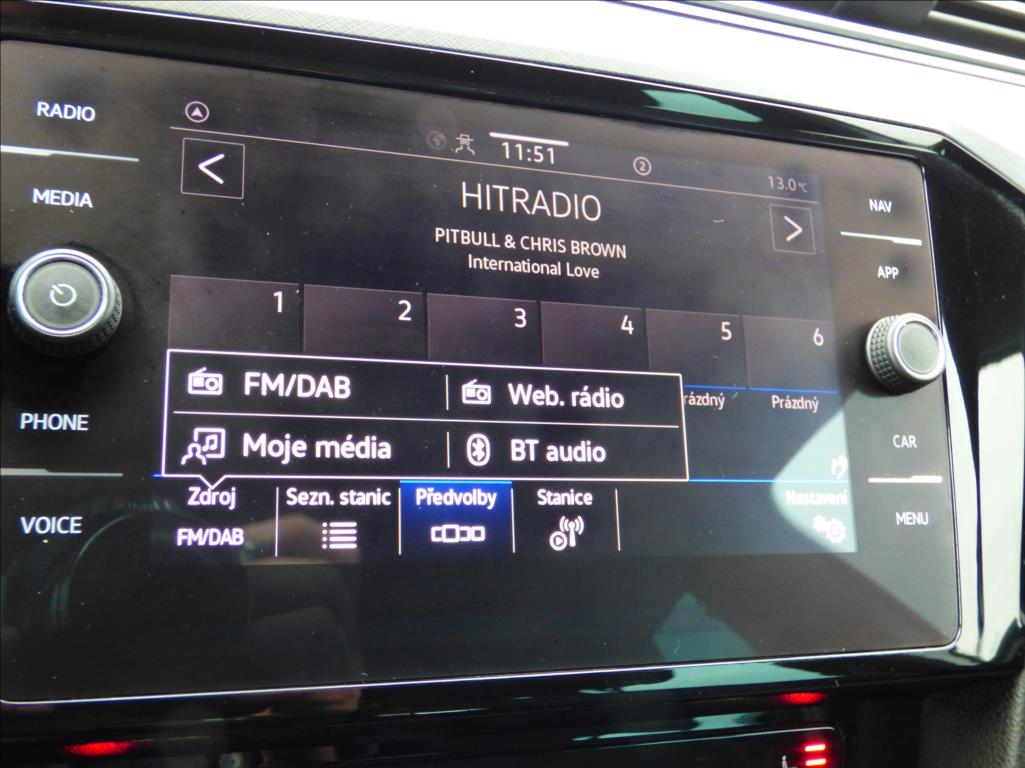 RADIO
MEDIA
PHONE
VOICE
11:51
2
13.0°C
HITRADIO
PITBULL & CHRIS BROWN
International Love
1 2 3 4 5 6
rázdný Prázdný
FM/DAB Web. rádio
Moje média BT audio
Zdroj Sezn. stanic Předvolby Stanice Nastavení
FM/DAB
NAV
APP
CAR
MENU